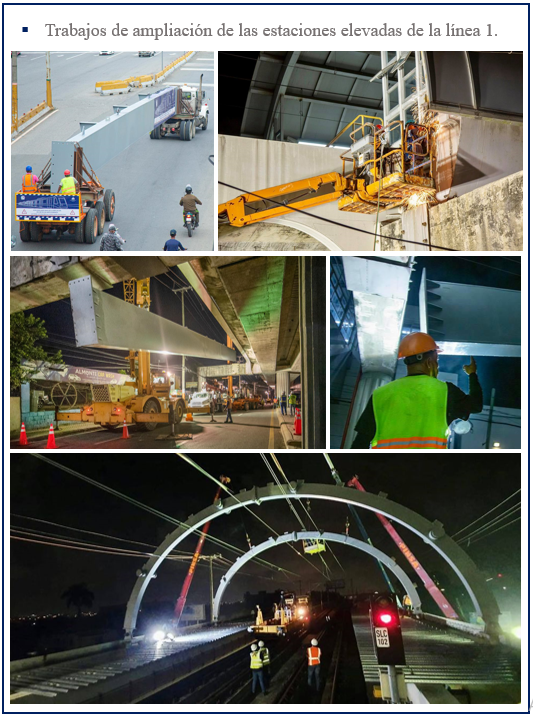 ▪ Trabajos de ampliación de las estaciones elevadas de la línea 1.
SLC
102